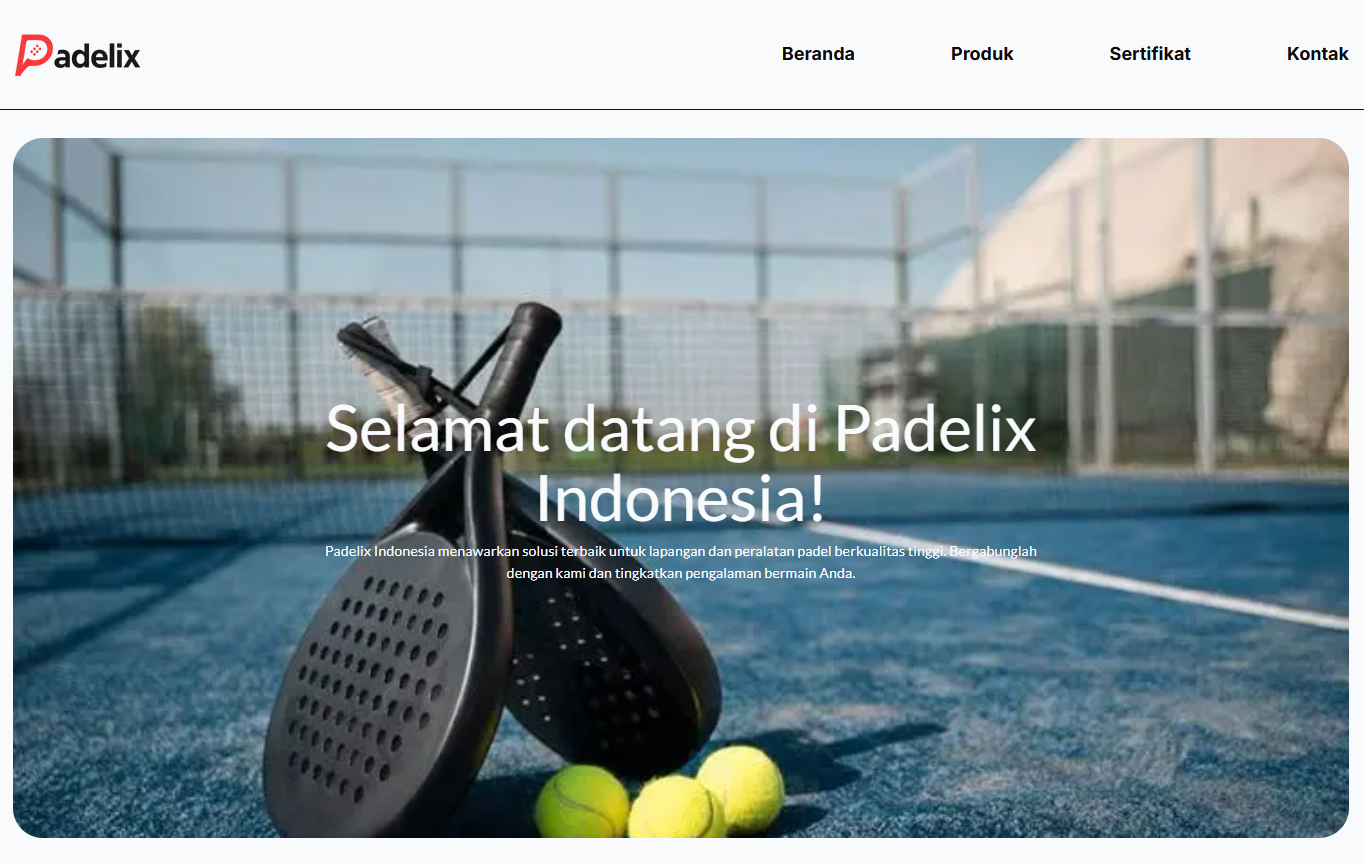 Padelix
Beranda
Produk
Sertifikat
Kontak
Selamat datang di Padelix
Indonesia!
Padelix Indonesia menawarkan solusi terbaik untuk lapangan dan peralatan padel berkualitas tinggi. Bergabunglah
dengan kami dan tingkatkan pengalaman bermain Anda.